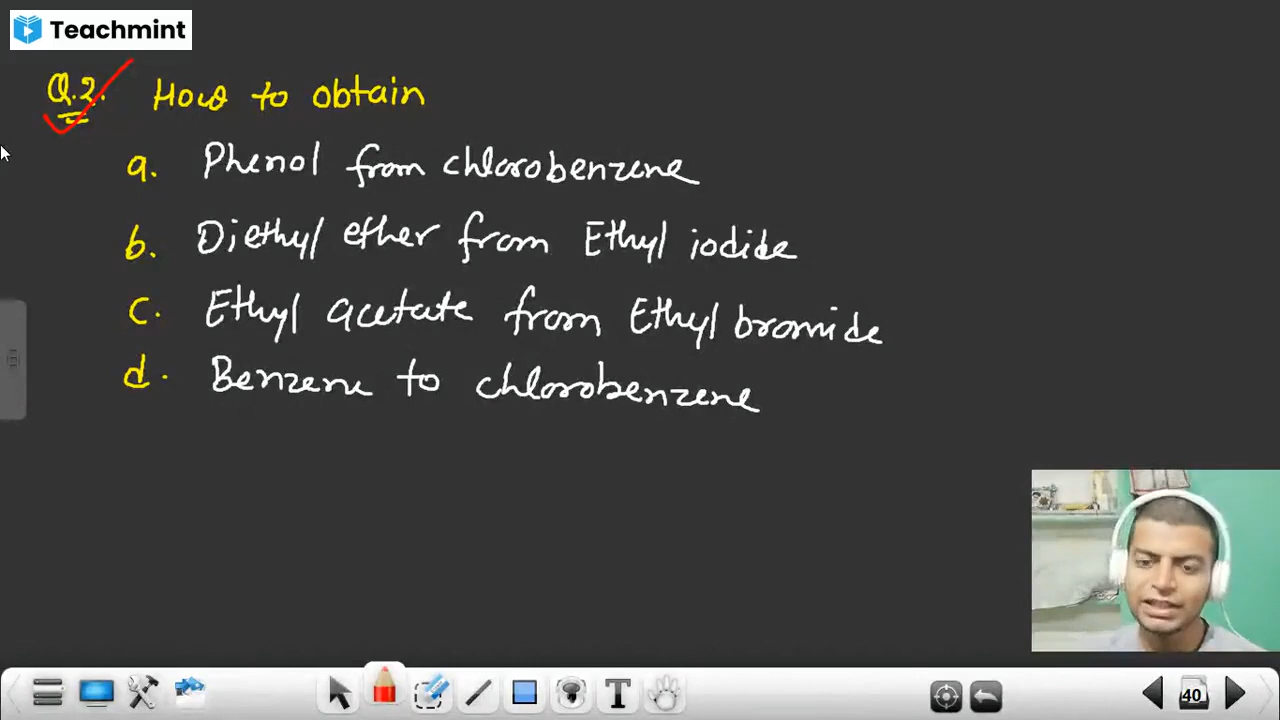 Teachmint
Q.2. How to obtain
a. Phenol from chlorobenzene
b. Diethyl ether from Ethyl iodide
c. Ethyl acetate from Ethyl bromide
d. Benzene to chlorobenzene
T
40